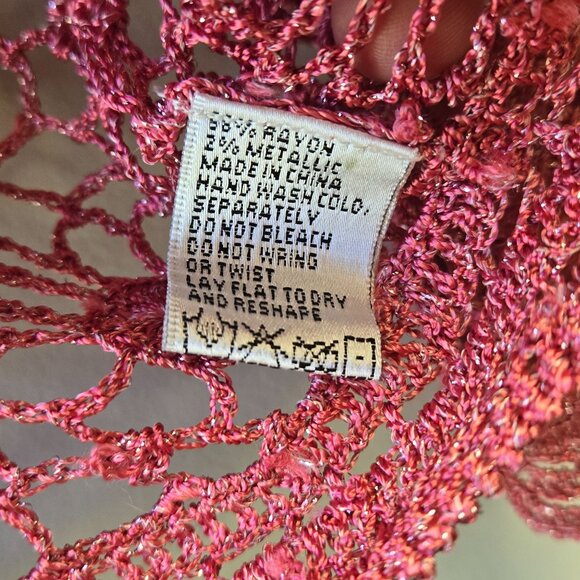 98% RAYON
2% METALLIC
MADE IN CHINA
HAND WASH COLD,
SEPARATELY
DO NOT BLEACH
DO NOT WRING
OR TWIST
LAY FLAT TO DRY
AND RESHAPE